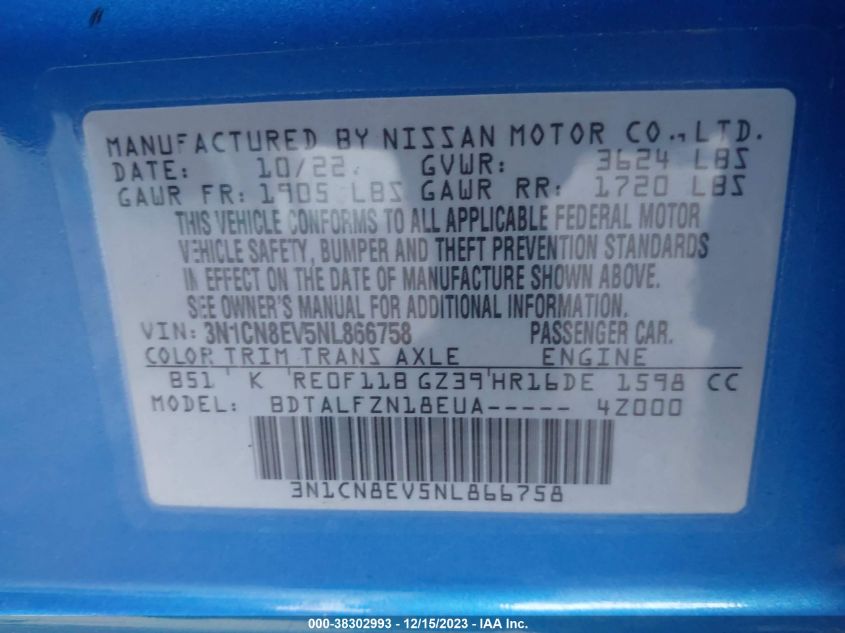 MANUFACTURED BY NISSAN MOTOR CO., LTD.
DATE: 10/22 GVWR: 3624 LBS
GAWR FR: 1905 LBS GAWR RR: 1720 LBS
THIS VEHICLE CONFORMS TO ALL APPLICABLE FEDERAL MOTOR
VEHICLE SAFETY, BUMPER AND THEFT PREVENTION STANDARDS
IN EFFECT ON THE DATE OF MANUFACTURE SHOWN ABOVE.
SEE OWNER'S MANUAL FOR ADDITIONAL INFORMATION.
VIN: 3N1CN8EV5NL866758 PASSENGER CAR.
COLOR TRIM TRANS AXLE ENGINE
B51 K RE0F11B GZ39 HR16DE 1598 CC
MODEL: BDTALFZN18EUA----- 4Z000
3N1CN8EV5NL866758
000-38302993 - 12/15/2023 - IAA Inc.